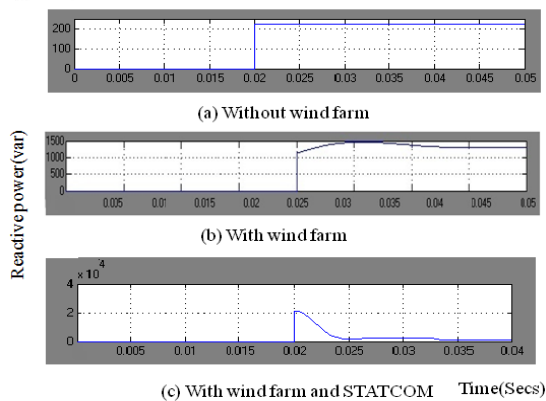 200
100
0
0 0.005 0.01 0.015 0.02 0.025 0.03 0.035 0.04 0.045 0.05
(a) Without wind farm
Readive power(var)
1500
1000
500
0
0.005 0.01 0.015 0.02 0.025 0.03 0.035 0.04 0.045 0.05
(b) With wind farm
× 10 4
4
2
0
0.005 0.01 0.015 0.02 0.025 0.03 0.035 0.04
(c) With wind farm and STATCOM Time(Secs)